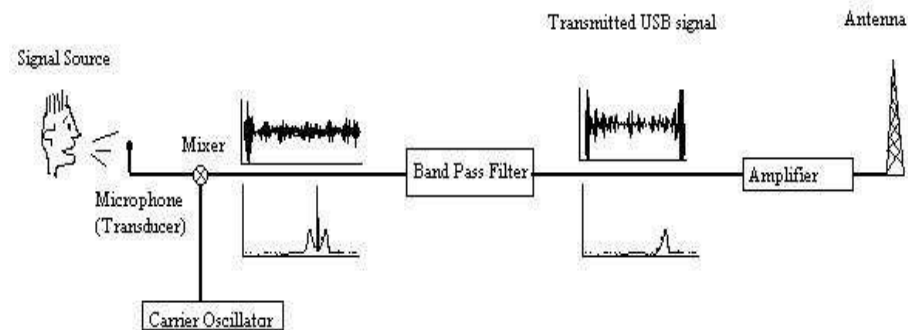 Transmitted USB signal
Antenna
Signal Source
Mixer
Band Pass Filter
Amplifier
Microphone
(Transducer)
Carrier Oscillator